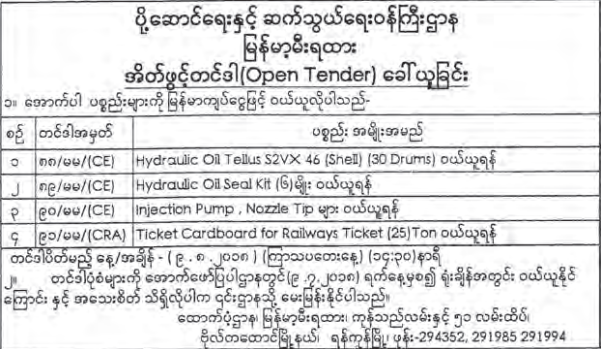 ပို့ဆောင်ရေးနှင့် ဆက်သွယ်ရေးဝန်ကြီးဌာန
မြန်မာ့မီးရထား
အိတ်ဖွင့်တင်ဒါ(Open Tender) ခေါ်ယူခြင်း
၁။ အောက်ပါ ပစ္စည်းများကို မြန်မာကျပ်ငွေဖြင့် ဝယ်ယူလိုပါသည်-
စဉ် တင်ဒါအမှတ် ပစ္စည်း အမျိုးအမည်
၁ ၈၈/မမ/(CE) Hydraulic Oil Tellus S2VX 46 (Shell) (30 Drums) ဝယ်ယူရန်
၂ ၈၉/မမ/(CE) Hydraulic Oil Seal Kit (6)မျိုး ဝယ်ယူရန်
၃ ၉၀/မမ/(CE) Injection Pump , Nozzle Tip များ ဝယ်ယူရန်
၄ ၉၁/မမ/(CRA) Ticket Cardboard for Railways Ticket (25)Ton ဝယ်ယူရန်
တင်ဒါပိတ်မည့် နေ့/အချိန် - (၉.၈.၂၀၁၈) (ကြာသပတေးနေ့) (၁၄:၃၀)နာရီ
၂။ တင်ဒါပုံစံများကို အောက်ဖော်ပြပါဌာနတွင်(၉.၇.၂၀၁၈) ရက်နေ့မှစ၍ ရုံးချိန်အတွင်း ဝယ်ယူနိုင်
ကြောင်း နှင့် အသေးစိတ် သိရှိလိုပါက ၎င်းဌာနသို့ မေးမြန်းနိုင်ပါသည်။
ထောက်ပံ့ဌာန၊ မြန်မာ့မီးရထား၊ ကုန်သည်လမ်းနှင့် ၅၁ လမ်းထိပ်၊
ဗိုလ်တထောင်မြို့နယ်၊ ရန်ကုန်မြို့၊ ဖုန်း-294352, 291985 291994